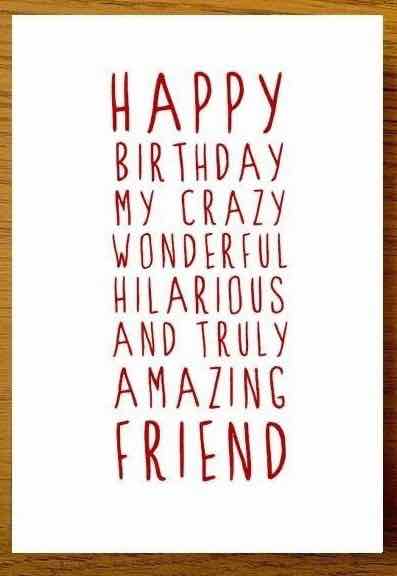 HAPPY
BIRTHDAY
MY CRAZY
WONDERFUL
HILARIOUS
AND TRULY
AMAZING
FRIEND